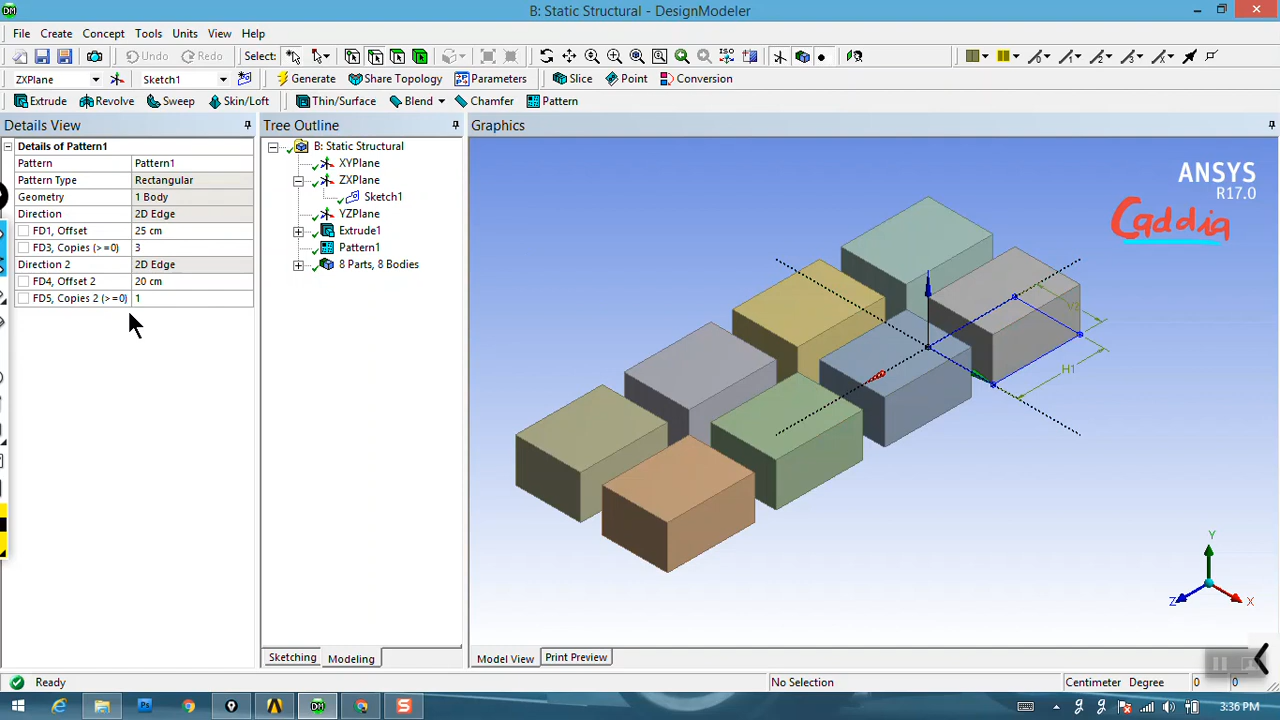 B: Static Structural - DesignModeler
File Create Concept Tools Units View Help
Undo Redo Select:
ZXPlane Sketch1 Generate Share Topology Parameters Slice Point Conversion
Extrude Revolve Sweep Skin/Loft Thin/Surface Blend Chamfer Pattern
Details View
Details of Pattern1
Pattern Pattern1
Pattern Type Rectangular
Geometry 1 Body
Direction 2D Edge
FD1, Offset 25 cm
FD3, Copies (>=0) 3
Direction 2 2D Edge
FD4, Offset 2 20 cm
FD5, Copies 2 (>=0) 1
Tree Outline
B: Static Structural
XYPlane
ZXPlane
Sketch1
YZPlane
Extrude1
Pattern1
8 Parts, 8 Bodies
Sketching Modeling
Graphics
ANSYS
R17.0
Caddia
V2
H1
Y
Z
X
Model View Print Preview
Ready No Selection Centimeter Degree 0 0
3:36 PM